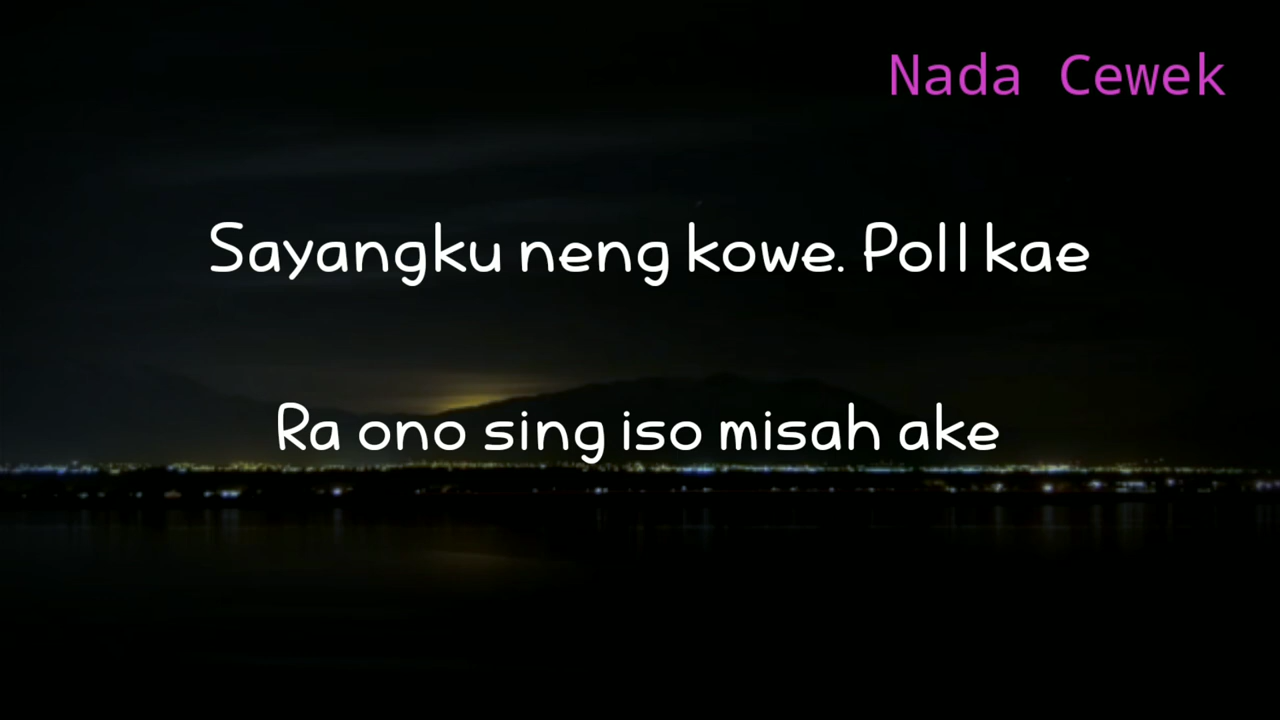 Nada Cewek
Sayangku neng kowe. Poll kae
Ra ono sing iso misah ake